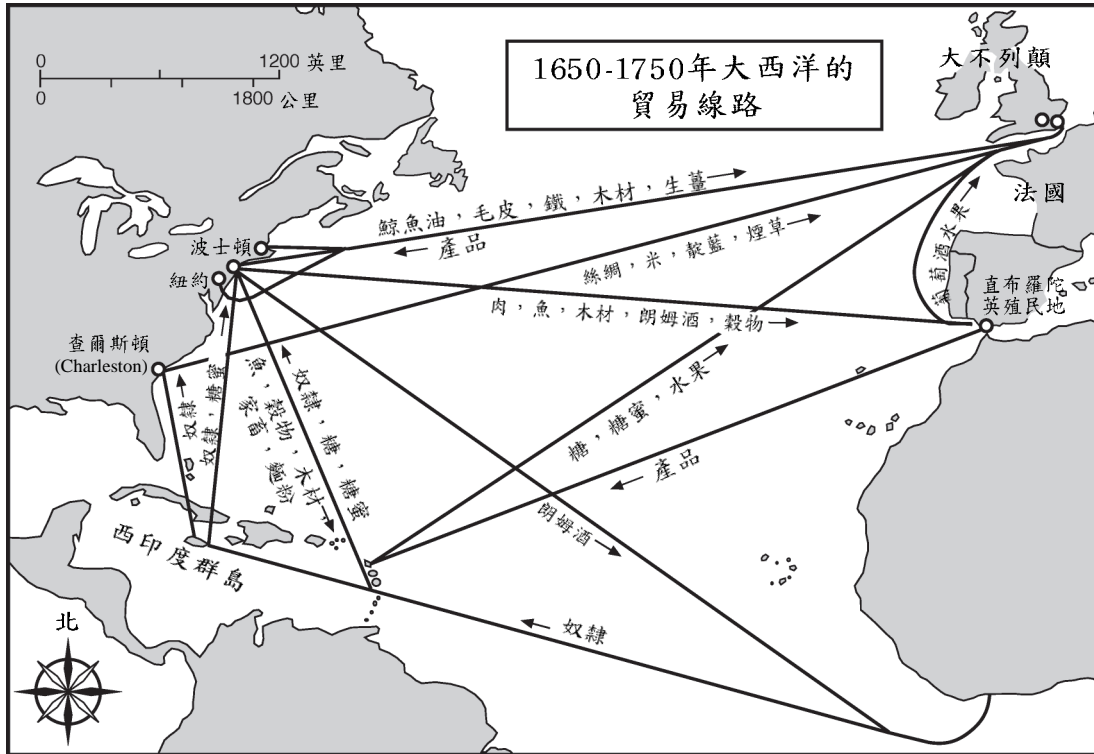 0 1200 英里
0 1800 公里
1650-1750年大西洋的
貿易線路
大不列顛
法國
鯨魚油，毛皮，鐵，木材，生薑
產品
波士頓
紐約
絲綢，米，靛藍，煙草
葡萄酒水果
直布羅陀
英殖民地
肉，魚，木材，朗姆酒，穀物
查爾斯頓
(Charleston)
奴隸
奴隸，糖蜜
魚，穀物，木材，
家畜，麵粉
奴隸，糖，糖蜜
糖，糖蜜，水果
產品
朗姆酒
西印度群島
奴隸
北